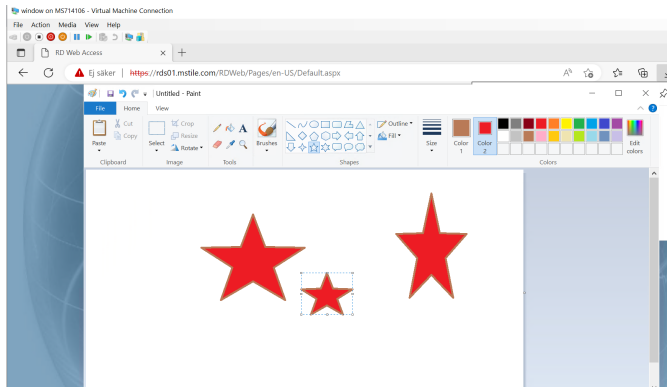 window on MS714106 - Virtual Machine Connection
File Action Media View Help
RD Web Access
Ej säker https://rds01.mstile.com/RDWeb/Pages/en-US/Default.aspx
Untitled - Paint
File Home View
Paste Cut Copy
Select Crop Resize Rotate
A
Brushes
Outline Fill
Size
Color 1
Color 2
Edit colors
Clipboard Image Tools Shapes Colors